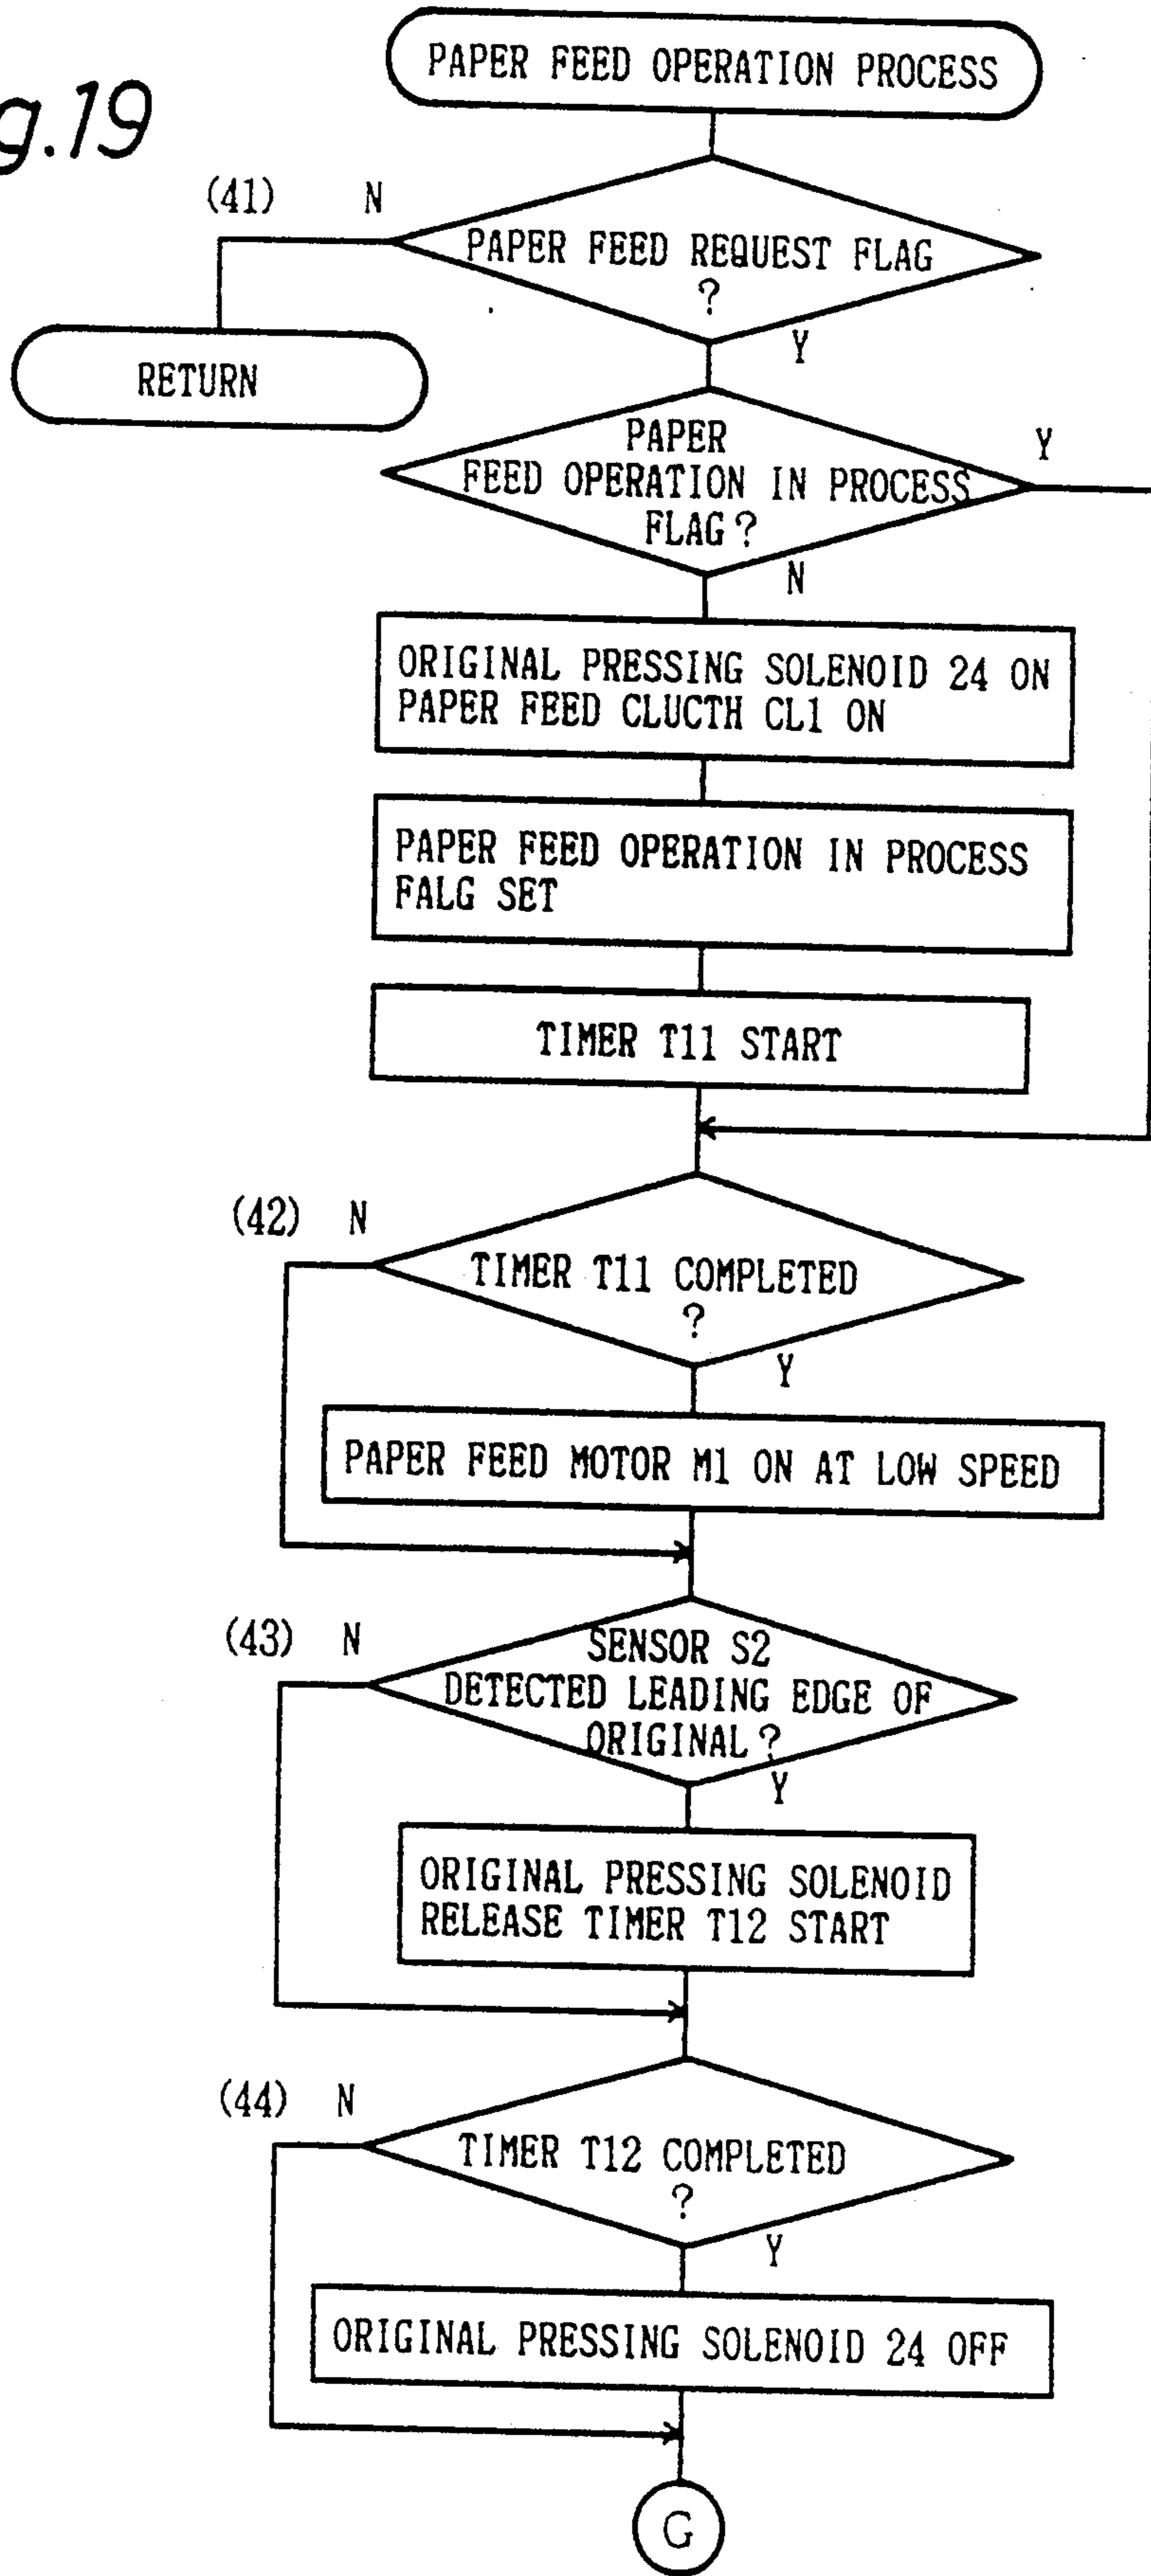 g.19
PAPER FEED OPERATION PROCESS
(41) N
PAPER FEED REQUEST FLAG
?
Y
RETURN
PAPER
FEED OPERATION IN PROCESS
FLAG?
Y
N
ORIGINAL PRESSING SOLENOID 24 ON
PAPER FEED CLUCTH CL1 ON
PAPER FEED OPERATION IN PROCESS
FALG SET
TIMER T11 START
(42) N
TIMER T11 COMPLETED
?
Y
PAPER FEED MOTOR M1 ON AT LOW SPEED
(43) N
SENSOR S2
DETECTED LEADING EDGE OF
ORIGINAL?
Y
ORIGINAL PRESSING SOLENOID
RELEASE TIMER T12 START
(44) N
TIMER T12 COMPLETED
?
Y
ORIGINAL PRESSING SOLENOID 24 OFF
G